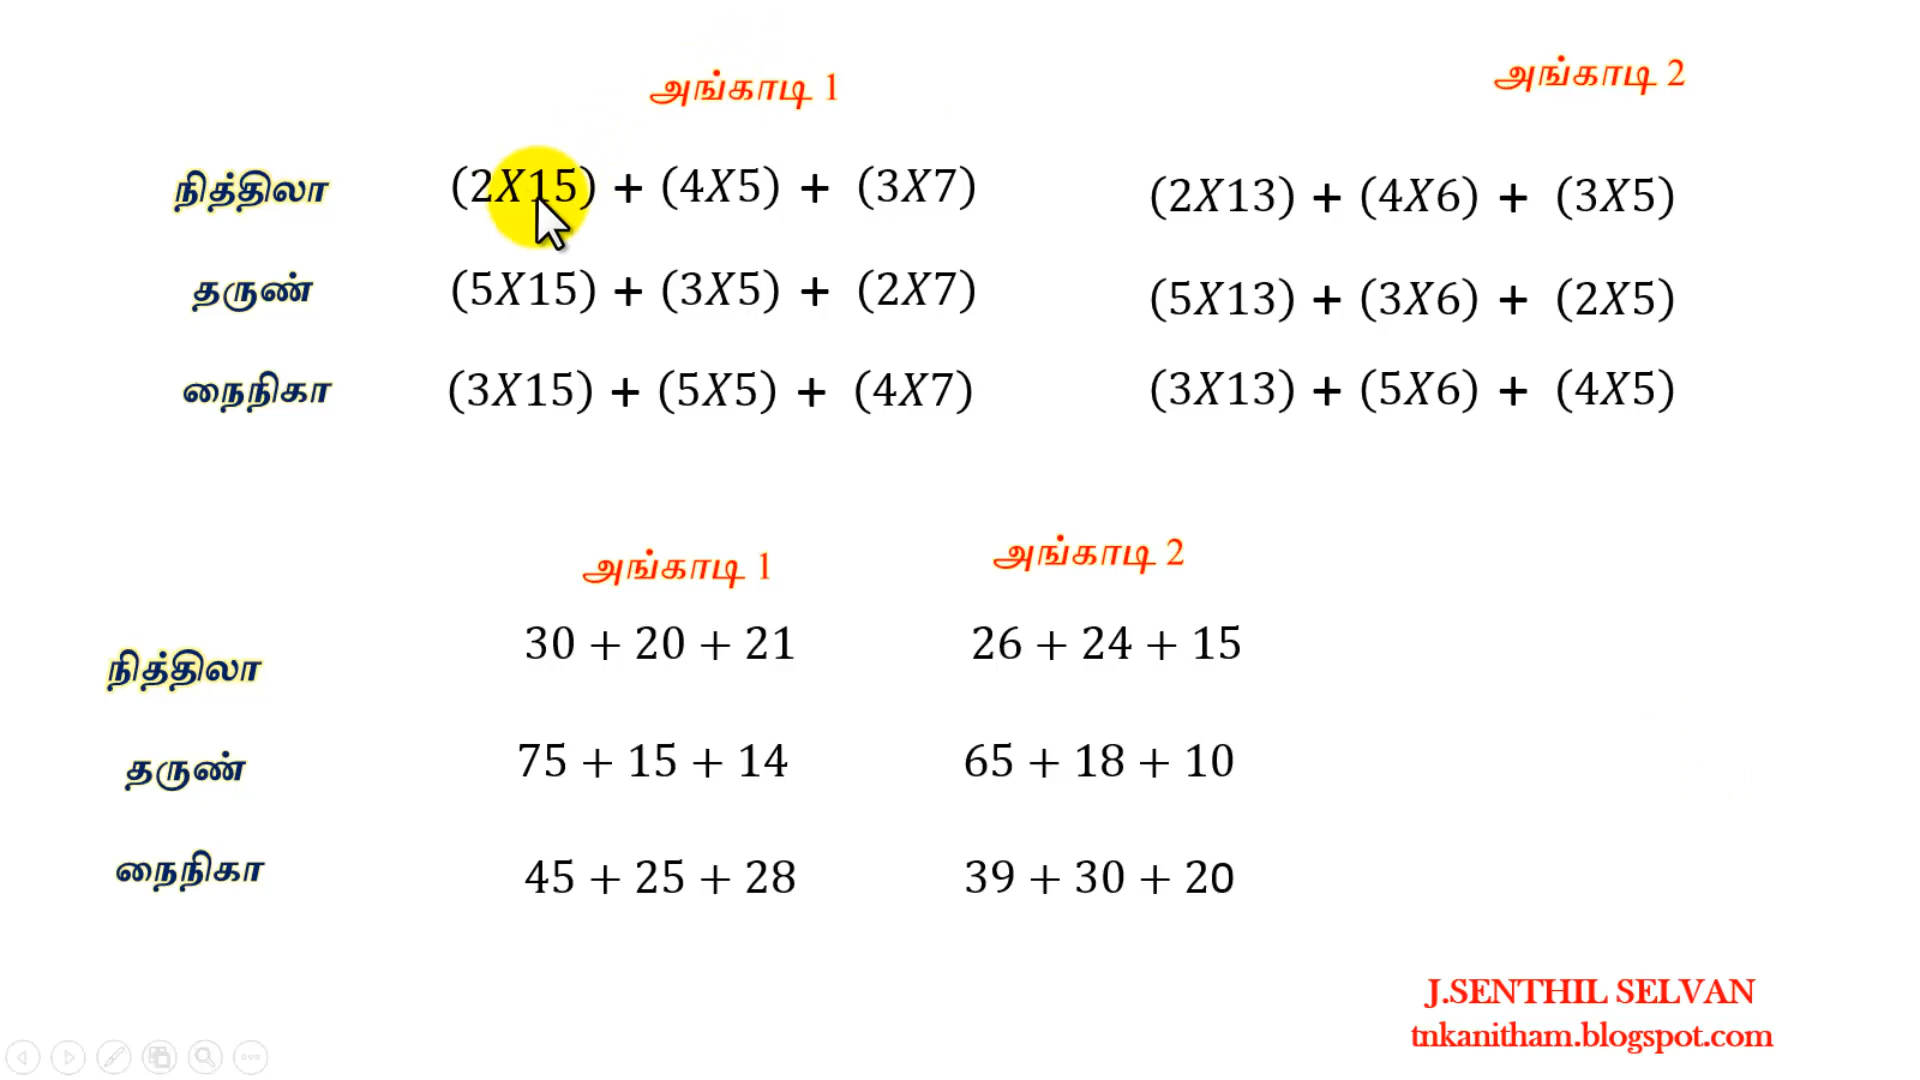 அங்காடி 1 அங்காடி 2
நித்திலா (2X15) + (4X5) + (3X7) (2X13) + (4X6) + (3X5)
தருண் (5X15) + (3X5) + (2X7) (5X13) + (3X6) + (2X5)
நைநிகா (3X15) + (5X5) + (4X7) (3X13) + (5X6) + (4X5)
அங்காடி 1 அங்காடி 2
நித்திலா 30 + 20 + 21 26 + 24 + 15
தருண் 75 + 15 + 14 65 + 18 + 10
நைநிகா 45 + 25 + 28 39 + 30 + 20
J.SENTHIL SELVAN
tnkanitham.blogspot.com